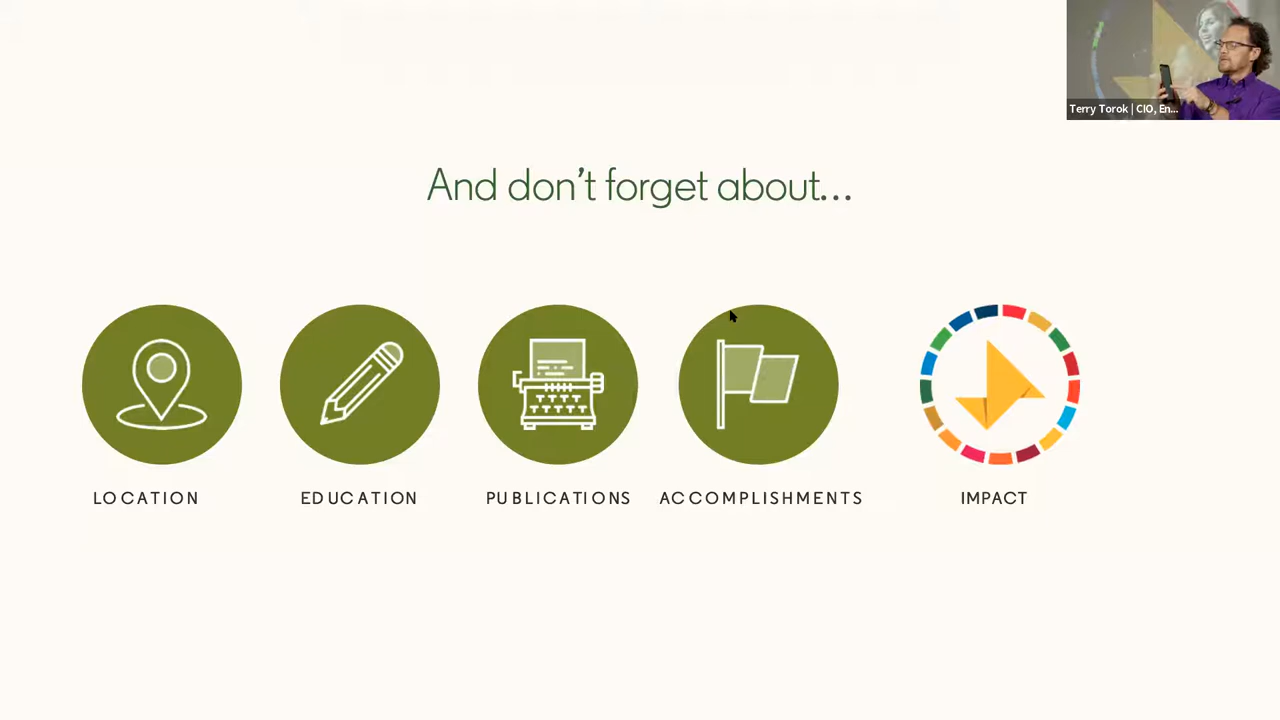 Terry Torok | CIO, En...
And don't forget about...
LOCATION
EDUCATION
PUBLICATIONS
ACCOMPLISHMENTS
IMPACT